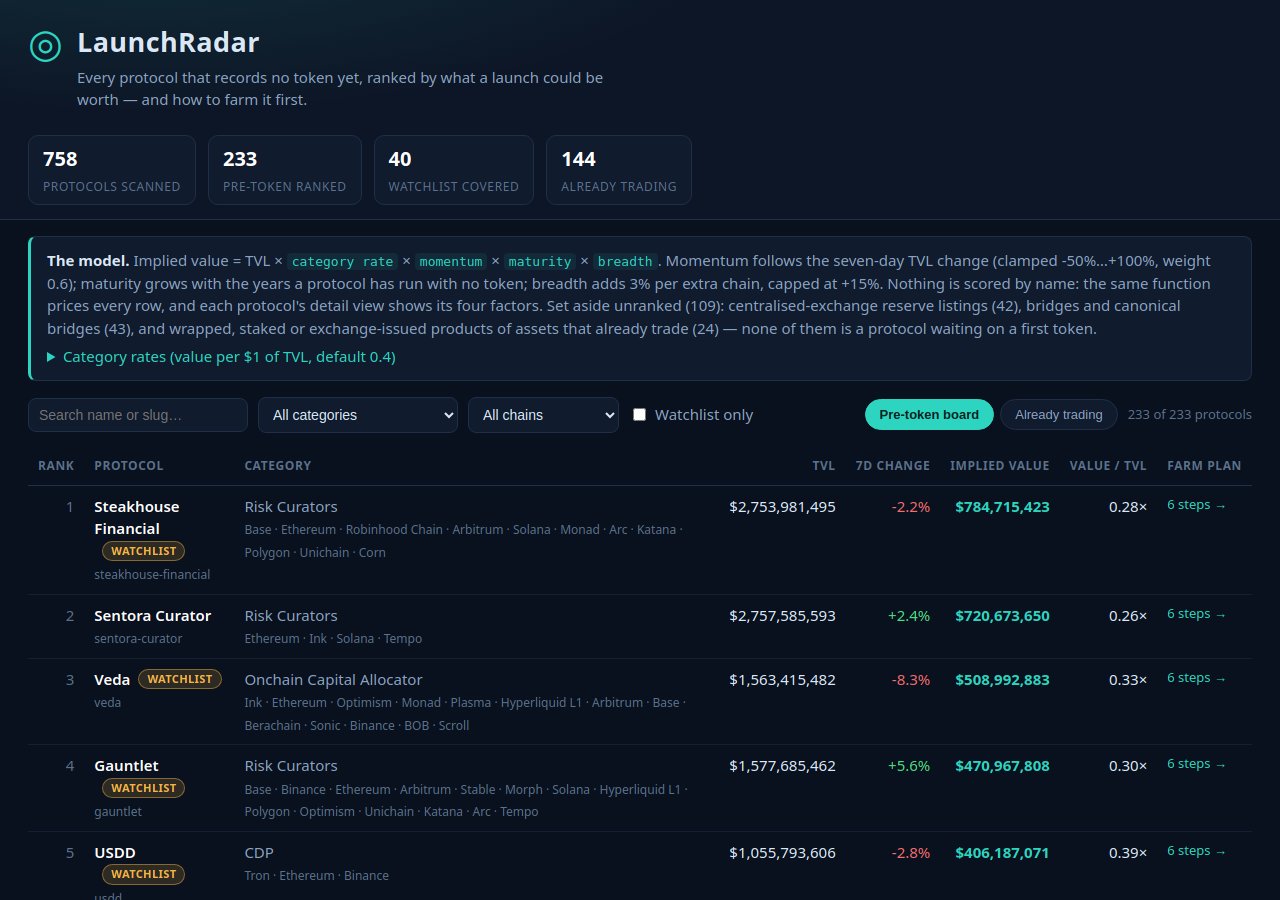 LaunchRadar
Every protocol that records no token yet, ranked by what a launch could be
worth — and how to farm it first.
758
PROTOCOLS SCANNED
233
PRE-TOKEN RANKED
40
WATCHLIST COVERED
144
ALREADY TRADING
The model. Implied value = TVL × category rate × momentum × maturity × breadth. Momentum follows the seven-day TVL change (clamped -50%…+100%, weight
0.6); maturity grows with the years a protocol has run with no token; breadth adds 3% per extra chain, capped at +15%. Nothing is scored by name: the same function
prices every row, and each protocol's detail view shows its four factors. Set aside unranked (109): centralised-exchange reserve listings (42), bridges and canonical
bridges (43), and wrapped, staked or exchange-issued products of assets that already trade (24) — none of them is a protocol waiting on a first token.
▶ Category rates (value per $1 of TVL, default 0.4)
Search name or slug…
All categories
All chains
Watchlist only
Pre-token board
Already trading
233 of 233 protocols
RANK PROTOCOL CATEGORY TVL 7D CHANGE IMPLIED VALUE VALUE / TVL FARM PLAN
1 Steakhouse Risk Curators $2,753,981,495 -2.2% $784,715,423 0.28× 6 steps →
Financial Base · Ethereum · Robinhood Chain · Arbitrum · Solana · Monad · Arc · Katana ·
WATCHLIST Polygon · Unichain · Corn
steakhouse-financial
2 Sentora Curator Risk Curators $2,757,585,593 +2.4% $720,673,650 0.26× 6 steps →
sentora-curator Ethereum · Ink · Solana · Tempo
3 Veda WATCHLIST Onchain Capital Allocator $1,563,415,482 -8.3% $508,992,883 0.33× 6 steps →
veda Ink · Ethereum · Optimism · Monad · Plasma · Hyperliquid L1 · Arbitrum · Base ·
Berachain · Sonic · Binance · BOB · Scroll
4 Gauntlet Risk Curators $1,577,685,462 +5.6% $470,967,808 0.30× 6 steps →
WATCHLIST Base · Binance · Ethereum · Arbitrum · Stable · Morph · Solana · Hyperliquid L1 ·
gauntlet Polygon · Optimism · Unichain · Katana · Arc · Tempo
5 USDD CDP $1,055,793,606 -2.8% $406,187,071 0.39× 6 steps →
WATCHLIST Tron · Ethereum · Binance
usdd